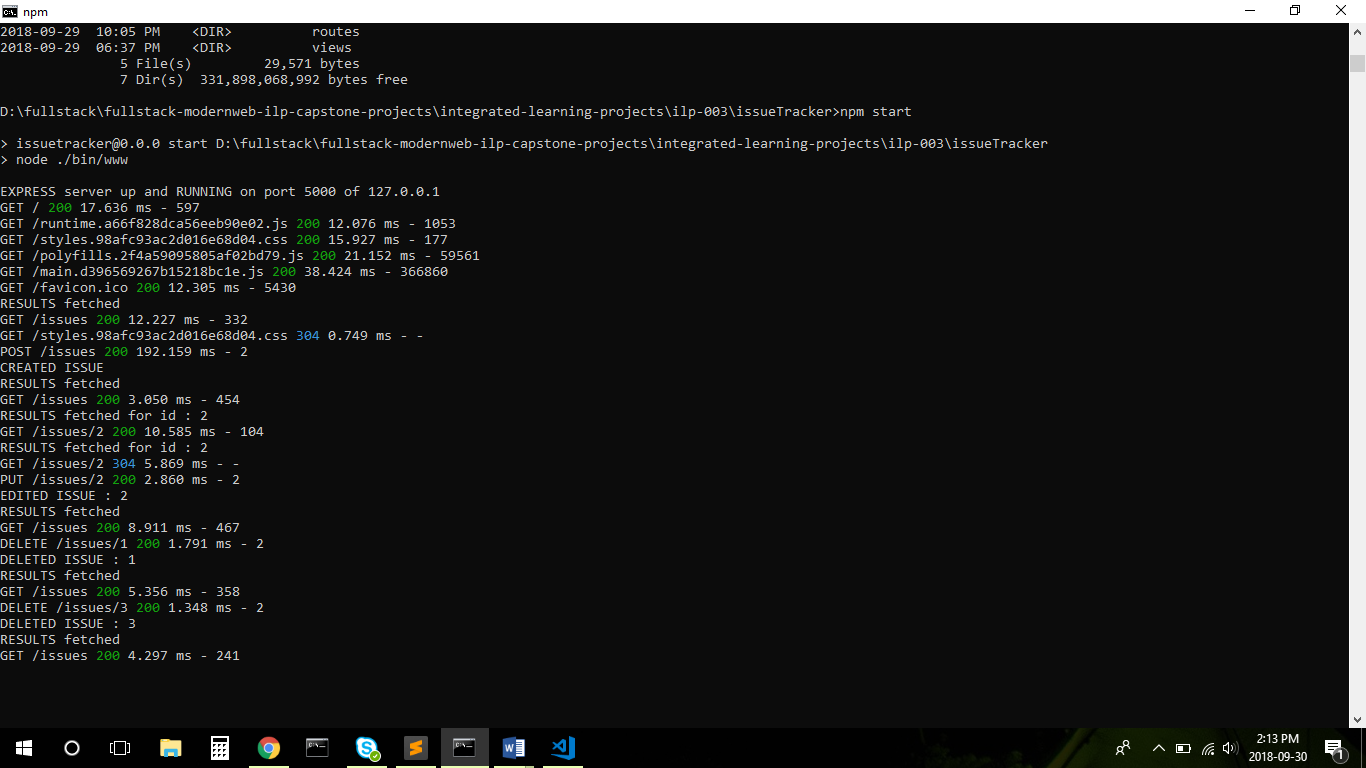 npm
2018-09-29  10:05 PM    <DIR>          routes
2018-09-29  06:37 PM    <DIR>          views
               5 File(s)         29,571 bytes
               7 Dir(s)  331,898,068,992 bytes free
D:\fullstack\fullstack-modernweb-ilp-capstone-projects\integrated-learning-projects\ilp-003\issueTracker>npm start
> issuetracker@0.0.0 start D:\fullstack\fullstack-modernweb-ilp-capstone-projects\integrated-learning-projects\ilp-003\issueTracker
> node ./bin/www
EXPRESS server up and RUNNING on port 5000 of 127.0.0.1
GET / 200 17.636 ms - 597
GET /runtime.a66f828dca56eeb90e02.js 200 12.076 ms - 1053
GET /styles.98afc93ac2d016e68d04.css 200 15.927 ms - 177
GET /polyfills.2f4a59095805af02bd79.js 200 21.152 ms - 59561
GET /main.d396569267b15218bc1e.js 200 38.424 ms - 366860
GET /favicon.ico 200 12.305 ms - 5430
RESULTS fetched
GET /issues 200 12.227 ms - 332
GET /styles.98afc93ac2d016e68d04.css 304 0.749 ms - -
POST /issues 200 192.159 ms - 2
CREATED ISSUE
RESULTS fetched
GET /issues 200 3.050 ms - 454
RESULTS fetched for id : 2
GET /issues/2 200 10.585 ms - 104
RESULTS fetched for id : 2
GET /issues/2 304 5.869 ms - -
PUT /issues/2 200 2.860 ms - 2
EDITED ISSUE : 2
RESULTS fetched
GET /issues 200 8.911 ms - 467
DELETE /issues/1 200 1.791 ms - 2
DELETED ISSUE : 1
RESULTS fetched
GET /issues 200 5.356 ms - 358
DELETE /issues/3 200 1.348 ms - 2
DELETED ISSUE : 3
RESULTS fetched
GET /issues 200 4.297 ms - 241
2:13 PM
2018-09-30
1